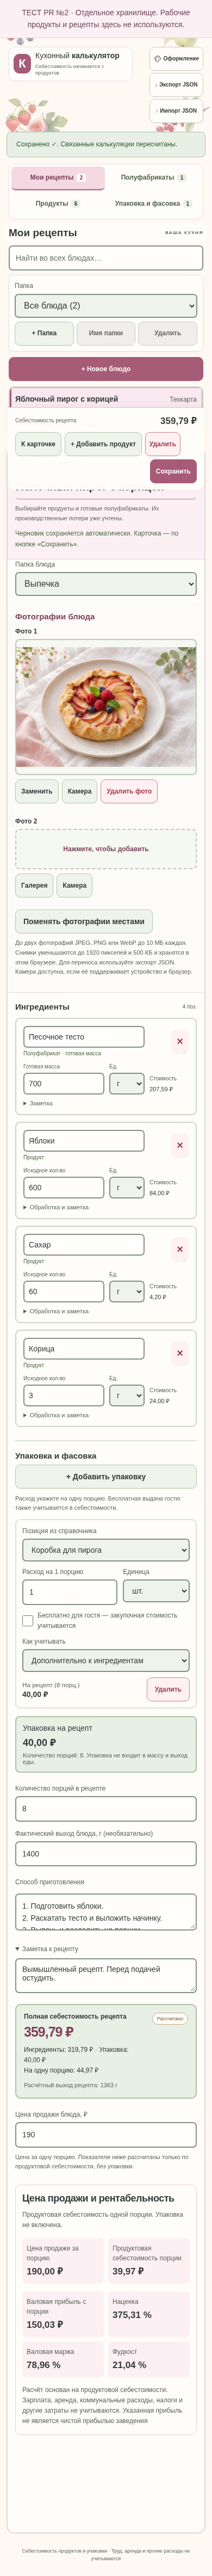 ТЕСТ PR №2 · Отдельное хранилище. Рабочие
продукты и рецепты здесь не используются.
К
Кухонный калькулятор
Себестоимость начинается с
продуктов
Оформление
↓ Экспорт JSON
↑ Импорт JSON
Сохранено ✓. Связанные калькуляции пересчитаны.
Мои рецепты 2
Полуфабрикаты 1
Продукты 6
Упаковка и фасовка 1
Мои рецепты
ВАША КУХНЯ
Найти во всех блюдах…
Папка
Все блюда (2)
+ Папка
Имя папки
Удалить
+ Новое блюдо
Яблочный пирог с корицей
Техкарта
Себестоимость рецепта
359,79 ₽
К карточке
+ Добавить продукт
Удалить
Сохранить
Выбирайте продукты и готовые полуфабрикаты. Их
производственные потери уже учтены.
Черновик сохраняется автоматически. Карточка — по
кнопке «Сохранить».
Папка блюда
Выпечка
Фотографии блюда
Фото 1
Заменить
Камера
Удалить фото
Фото 2
Нажмите, чтобы добавить
Галерея
Камера
Поменять фотографии местами
До двух фотографий JPEG, PNG или WebP до 10 МБ каждая.
Снимки уменьшаются до 1920 пикселей и 500 КБ и хранятся в
этом браузере. Для переноса используйте экспорт JSON.
Камера доступна, если её поддерживает устройство и браузер.
Ингредиенты
4 поз.
Песочное тесто
×
Полуфабрикат · готовая масса
Готовая масса
Ед.
700
г
Стоимость
207,59 ₽
▶ Заметка
Яблоки
×
Продукт
Исходное кол-во
Ед.
600
г
Стоимость
84,00 ₽
▶ Обработка и заметка
Сахар
×
Продукт
Исходное кол-во
Ед.
60
г
Стоимость
4,20 ₽
▶ Обработка и заметка
Корица
×
Продукт
Исходное кол-во
Ед.
3
г
Стоимость
24,00 ₽
▶ Обработка и заметка
Упаковка и фасовка
+ Добавить упаковку
Расход укажите на одну порцию. Бесплатная выдача гостю
также учитывается в себестоимости.
Позиция из справочника
Коробка для пирога
Расход на 1 порцию
Единица
1
шт.
Бесплатно для гостя — закупочная стоимость
учитывается
Как учитывать
Дополнительно к ингредиентам
На рецепт (8 порц.)
40,00 ₽
Удалить
Упаковка на рецепт
40,00 ₽
Количество порций: 8. Упаковка не входит в массу и выход
еды.
Количество порций в рецепте
8
Фактический выход блюда, г (необязательно)
1400
Способ приготовления
1. Подготовить яблоки.
2. Раскатать тесто и выложить начинку.
▼ Заметка к рецепту
Вымышленный рецепт. Перед подачей
остудить.
Полная себестоимость рецепта
Рассчитано
359,79 ₽
Ингредиенты: 319,79 ₽ · Упаковка:
40,00 ₽
На одну порцию: 44,97 ₽
Расчётный выход рецепта: 1363 г
Цена продажи блюда, ₽
190
Цена за одну порцию. Показатели ниже рассчитаны только по
продуктовой себестоимости, без упаковки.
Цена продажи и рентабельность
Продуктовая себестоимость одной порции. Упаковка
не включена.
Цена продажи за
порцию
190,00 ₽
Продуктовая
себестоимость порции
39,97 ₽
Валовая прибыль с
порции
150,03 ₽
Наценка
375,31 %
Валовая маржа
78,96 %
Фудкост
21,04 %
Расчёт основан на продуктовой себестоимости.
Зарплата, аренда, коммунальные расходы, налоги и
другие затраты не учитываются. Указанная прибыль
не является чистой прибылью заведения
Себестоимость продуктов и упаковки · Труд, аренда и прочие расходы не
учитываются